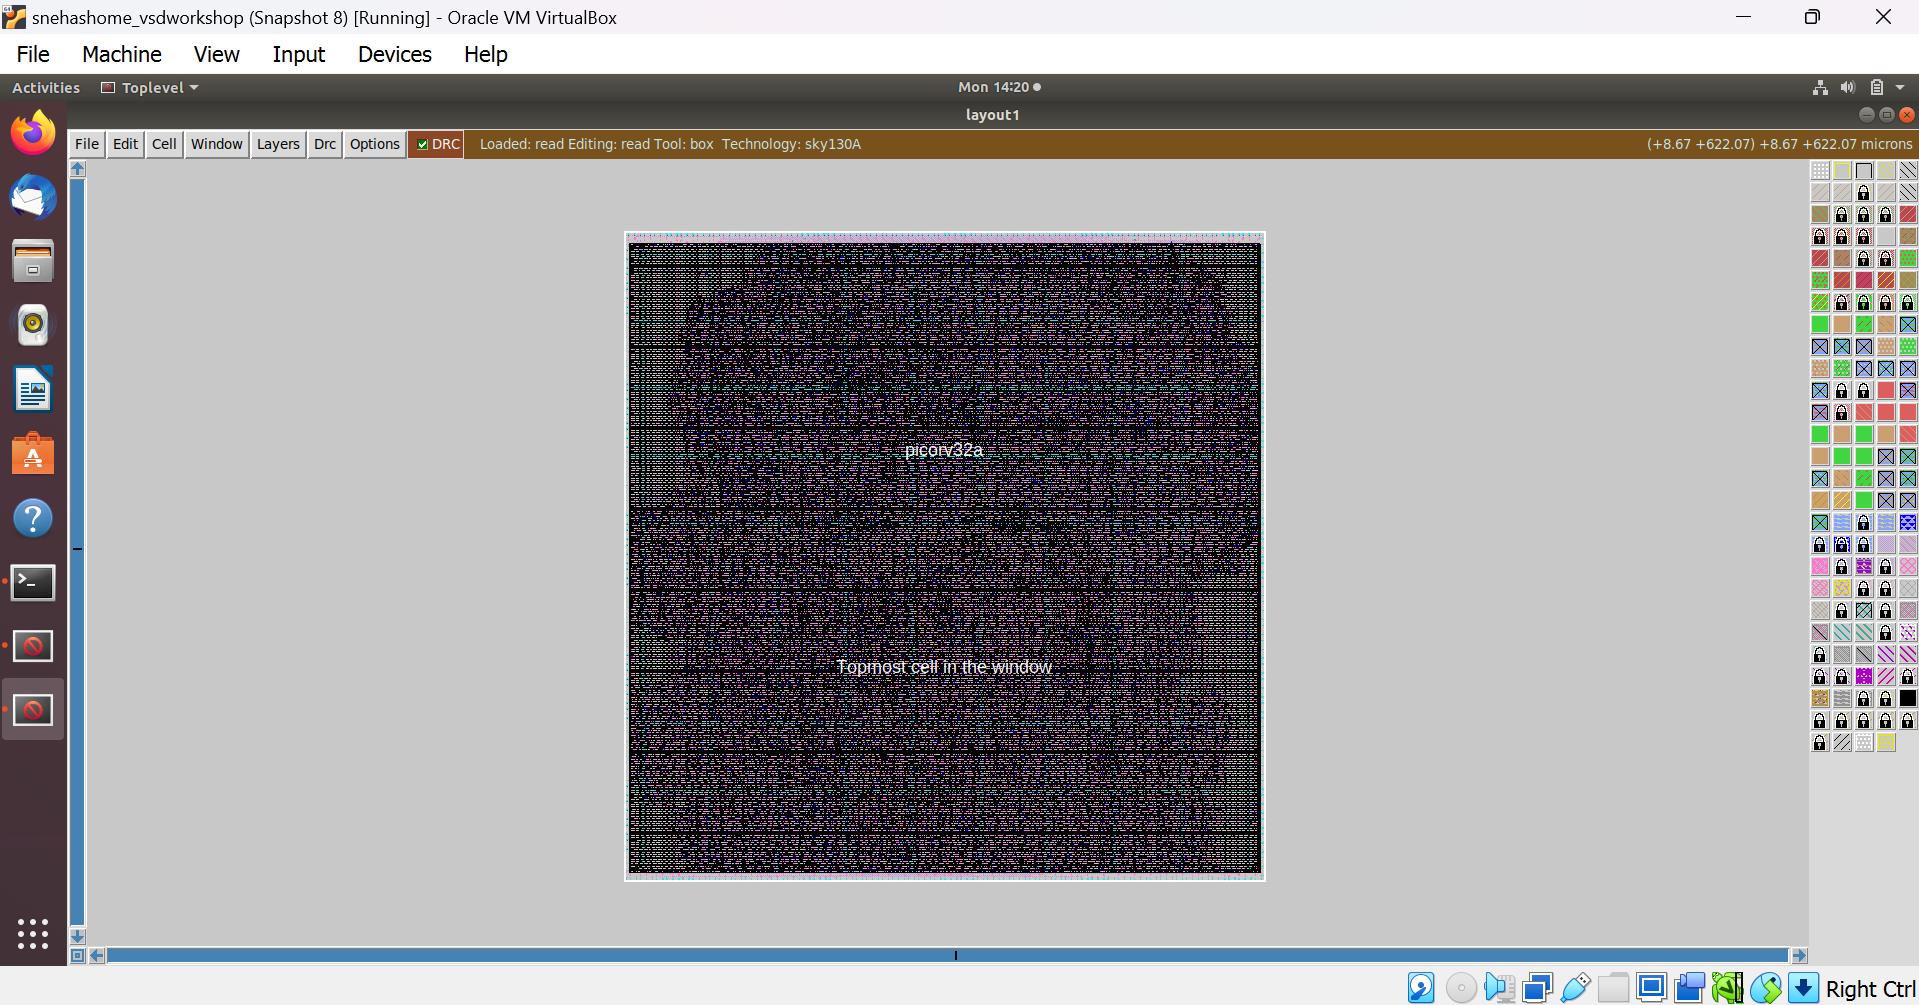 snehashome_vsdworkshop (Snapshot 8) [Running] - Oracle VM VirtualBox
File Machine View Input Devices Help
Activities Toplevel Mon 14:20
layout1
File Edit Cell Window Layers Drc Options DRC Loaded: read Editing: read Tool: box Technology: sky130A (+8.67 +622.07) +8.67 +622.07 microns
picorv32a
Topmost cell in the window
Right Ctrl